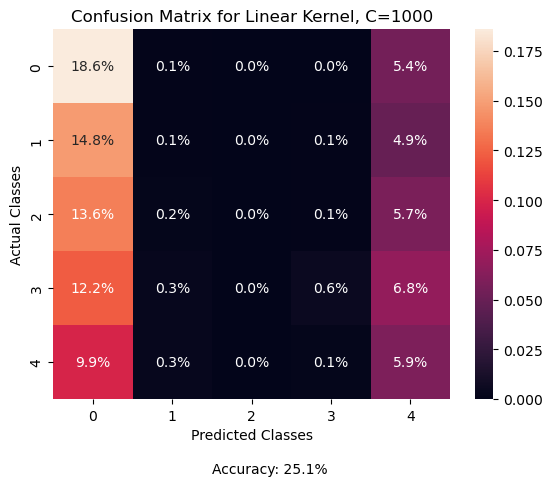 Confusion Matrix for Linear Kernel, C=1000
0 18.6% 0.1% 0.0% 0.0% 5.4%
1 14.8% 0.1% 0.0% 0.1% 4.9%
2 13.6% 0.2% 0.0% 0.1% 5.7%
3 12.2% 0.3% 0.0% 0.6% 6.8%
4 9.9% 0.3% 0.0% 0.1% 5.9%
Actual Classes
0 1 2 3 4
Predicted Classes
0.175
0.150
0.125
0.100
0.075
0.050
0.025
0.000
Accuracy: 25.1%